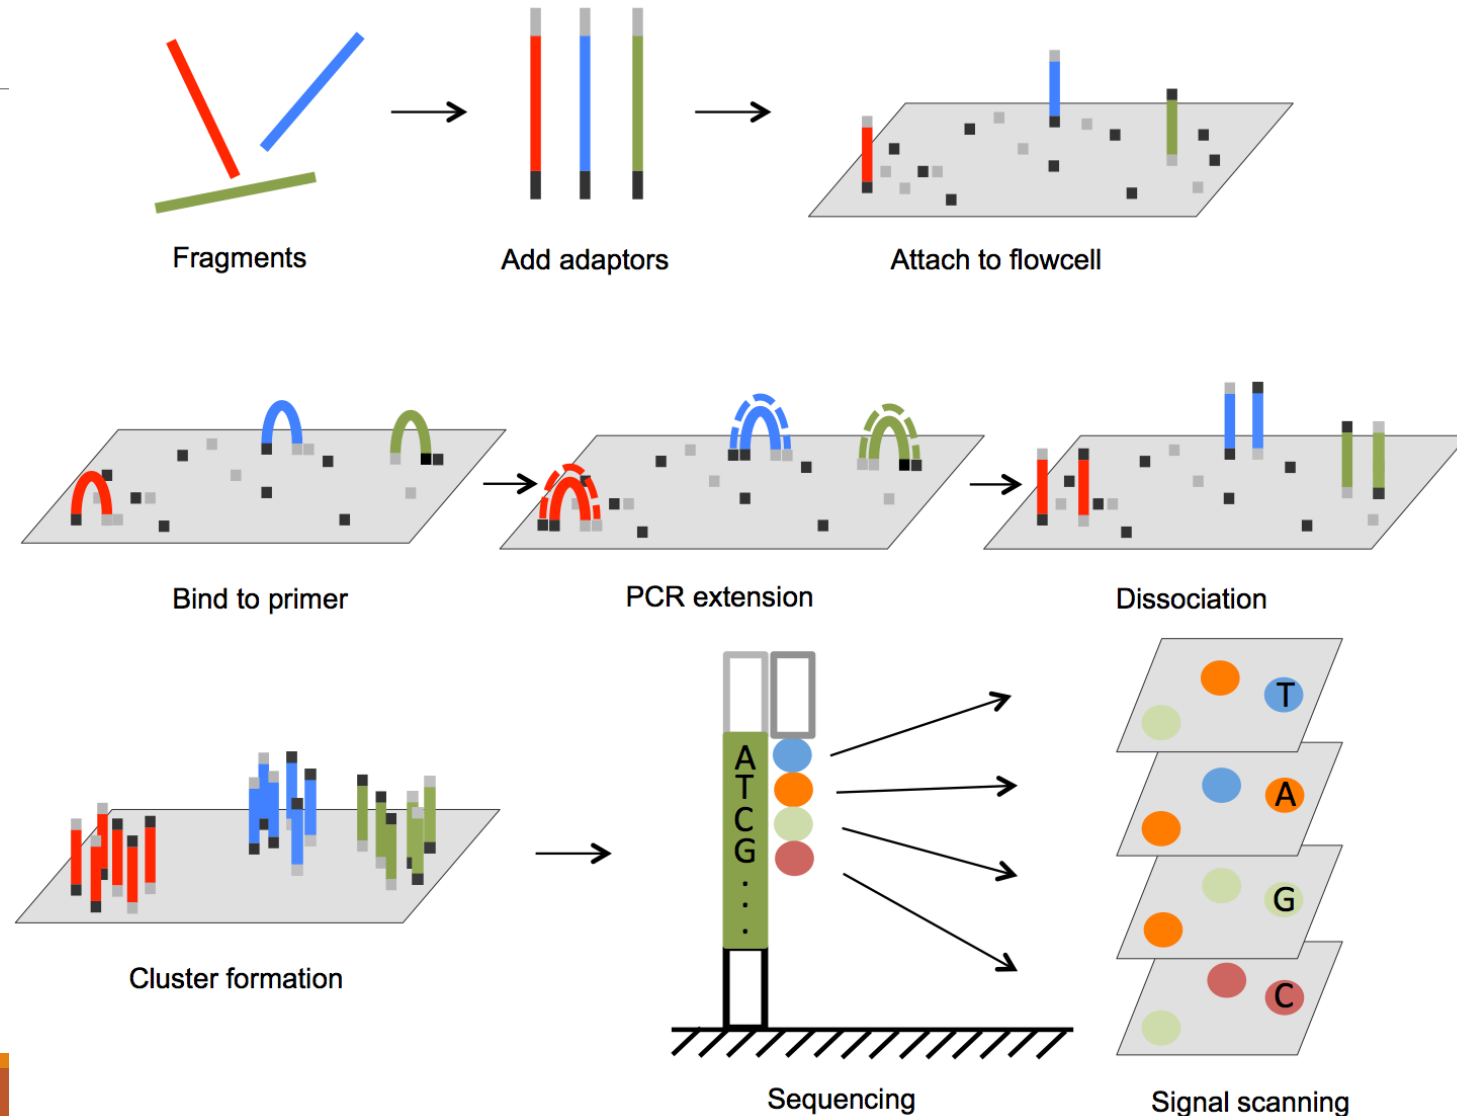 Fragments
Add adaptors
Attach to flowcell
Bind to primer
PCR extension
Dissociation
A
T
C
G
.
.
.
T
A
G
C
Cluster formation
Sequencing
Signal scanning